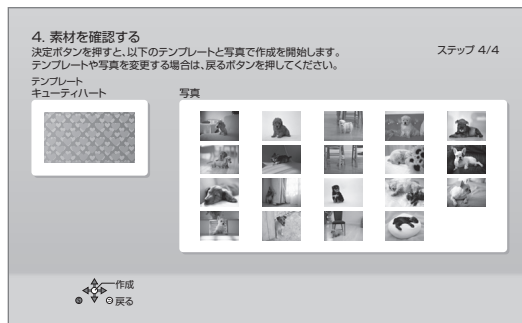 4. 素材を確認する
決定ボタンを押すと、以下のテンプレートと写真で作成を開始します。
テンプレートや写真を変更する場合は、戻るボタンを押してください。
ステップ 4/4
テンプレート
キューティハート
写真
作成
戻る